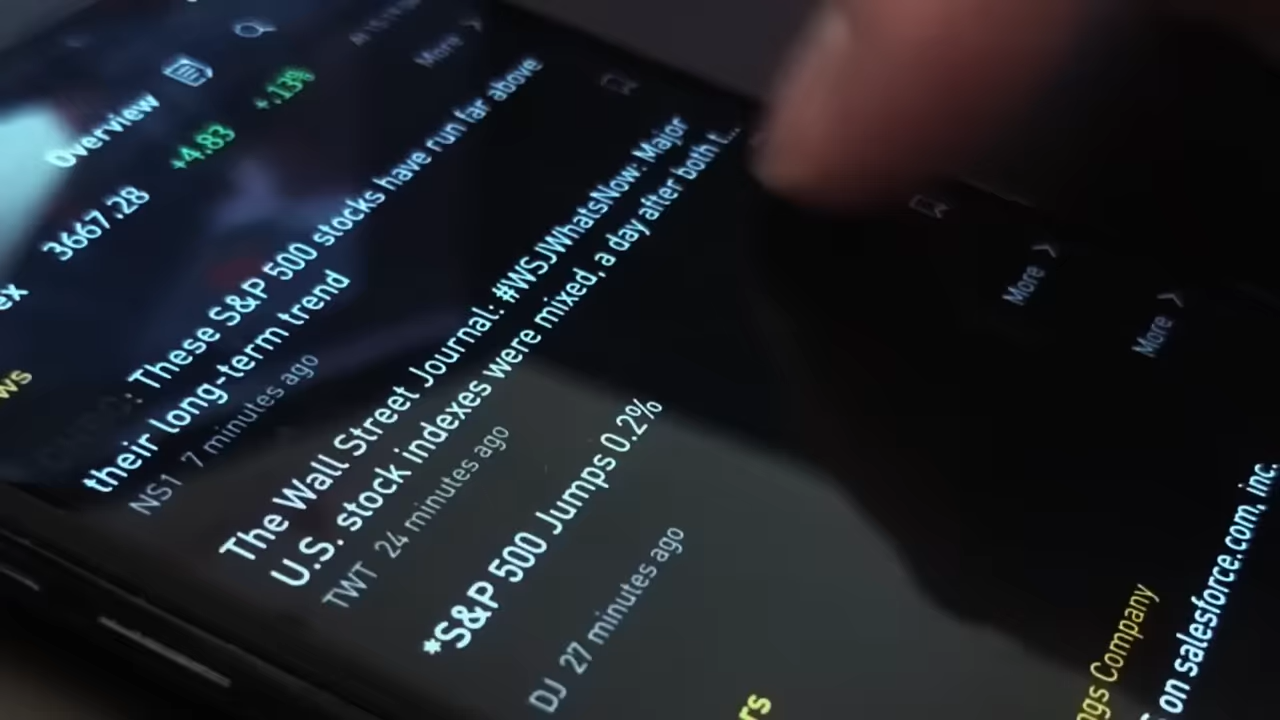 Overview
3667.28 +4.83 +.13%
ex
More
ws
: These S&P 500 stocks have run far above
their long-term trend
NS1 7 minutes ago
The Wall Street Journal: #WSJWhatsNow: Major
U.S. stock indexes were mixed, a day after both t...
TWT 24 minutes ago
*S&P 500 Jumps 0.2%
DJ 27 minutes ago
More
More
rs
ngs Company
on salesforce.com, inc.